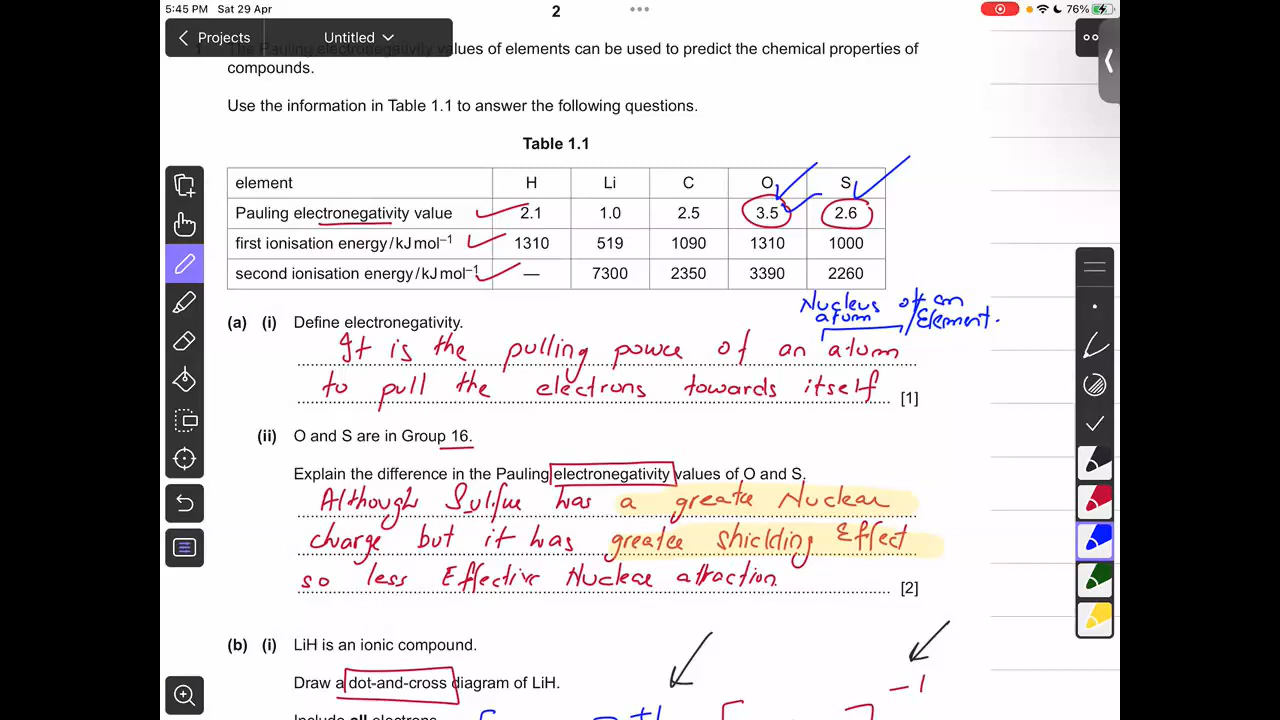 5:45 PM Sat 29 Apr
2
76%
Projects
Untitled
The Pauling electronegativity values of elements can be used to predict the chemical properties of
compounds.
Use the information in Table 1.1 to answer the following questions.
Table 1.1
element H Li C O S
Pauling electronegativity value 2.1 1.0 2.5 3.5 2.6
first ionisation energy/kJ mol⁻¹ 1310 519 1090 1310 1000
second ionisation energy/kJ mol⁻¹ — 7300 2350 3390 2260
Nucleus of an
atom / Element.
(a) (i) Define electronegativity.
It is the pulling power of an atom
to pull the electrons towards itself
[1]
(ii) O and S are in Group 16.
Explain the difference in the Pauling electronegativity values of O and S.
Although Sulfur has a greater Nuclear
charge but it has greater shielding Effect
so less Effective Nuclear attraction
[2]
(b) (i) LiH is an ionic compound.
Draw a dot-and-cross diagram of LiH.
-1
Include all electrons.
+1